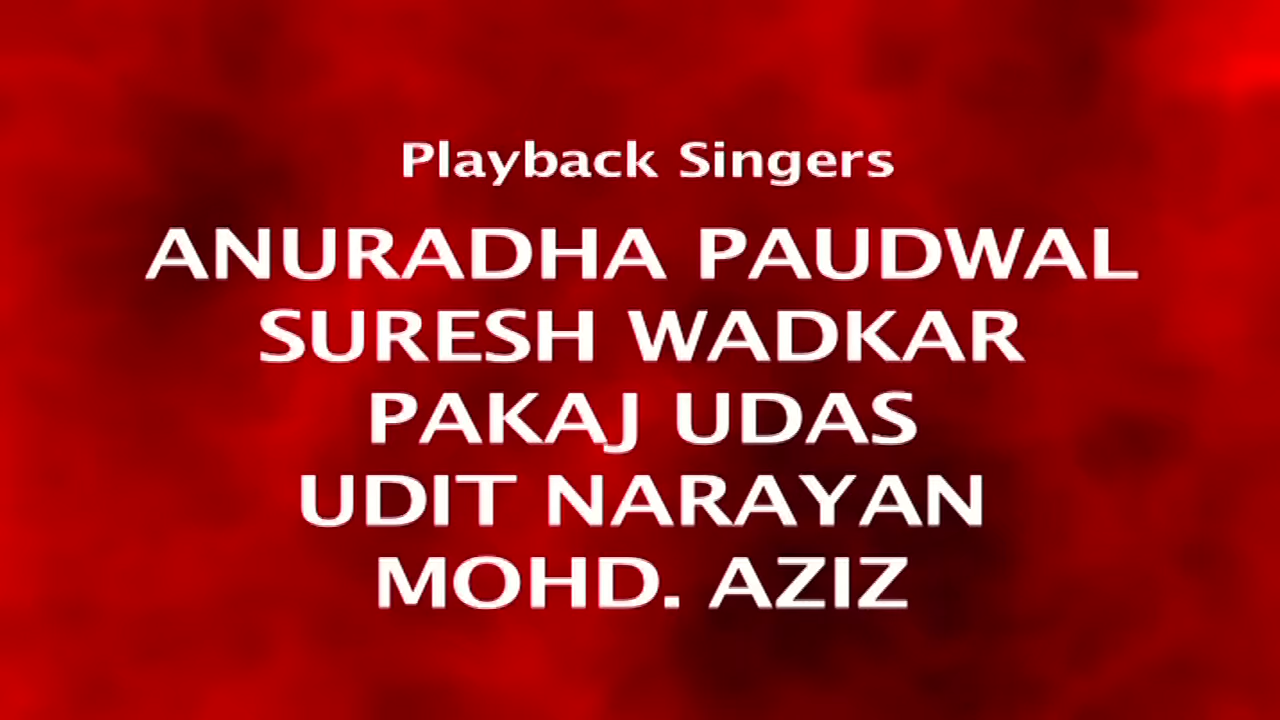 Playback Singers
ANURADHA PAUDWAL
SURESH WADKAR
PAKAJ UDAS
UDIT NARAYAN
MOHD. AZIZ